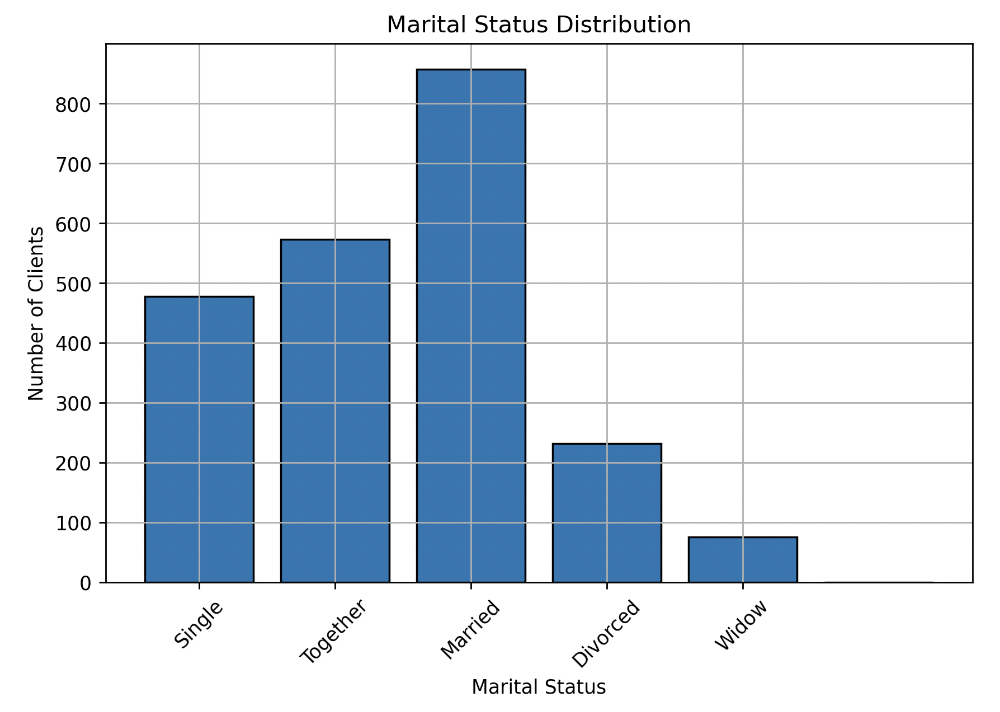 Marital Status Distribution
Number of Clients
800
700
600
500
400
300
200
100
0
Single
Together
Married
Divorced
Widow
Marital Status